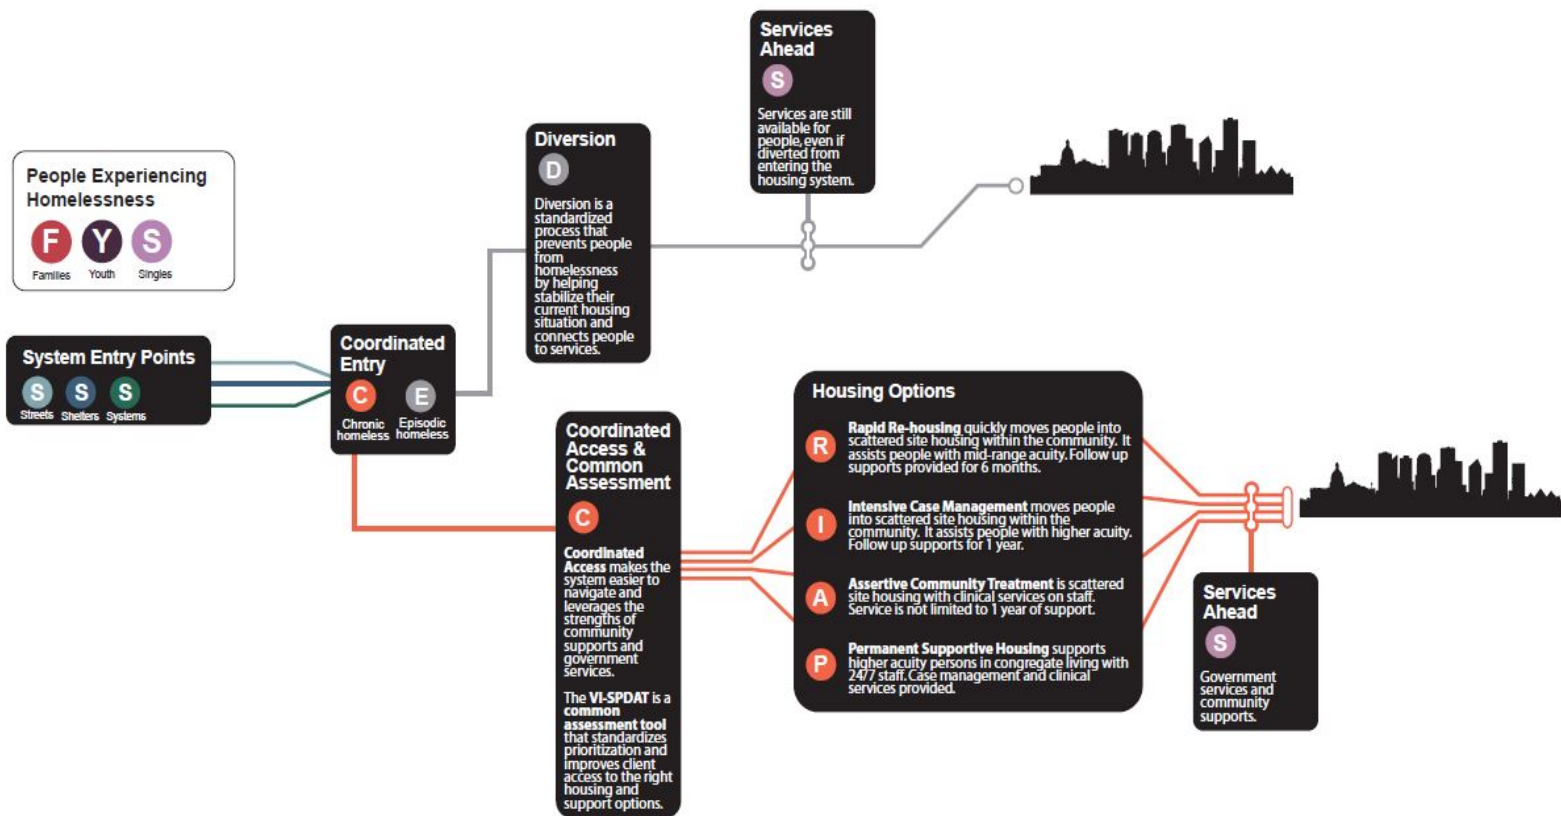 People Experiencing
Homelessness
F Y S
Families Youth Singles
System Entry Points
S S S
Streets Shelters Systems
Coordinated
Entry
C E
Chronic
homeless
Episodic
homeless
Diversion
D
Diversion is a
standardized
process that
prevents people
from
homelessness
by helping
stabilize their
current housing
situation and
connects people
to services.
Services
Ahead
S
Services are still
available for
people, even if
diverted from
entering the
housing system.
Coordinated
Access &
Common
Assessment
C
Coordinated
Access makes the
system easier to
navigate and
leverages the
strengths of
community
supports and
government
services.
The VI-SPDAT is a
common
assessment tool
that standardizes
prioritization and
improves client
access to the right
housing and
support options.
Housing Options
R
Rapid Re-housing quickly moves people into
scattered site housing within the community. It
assists people with mid-range acuity. Follow up
supports provided for 6 months.
I
Intensive Case Management moves people
into scattered site housing within the
community. It assists people with higher acuity.
Follow up supports for 1 year.
A
Assertive Community Treatment is scattered
site housing with clinical services on staff.
Service is not limited to 1 year of support.
P
Permanent Supportive Housing supports
higher acuity persons in congregate living with
24/7 staff. Case management and clinical
services provided.
Services
Ahead
S
Government
services and
community
supports.